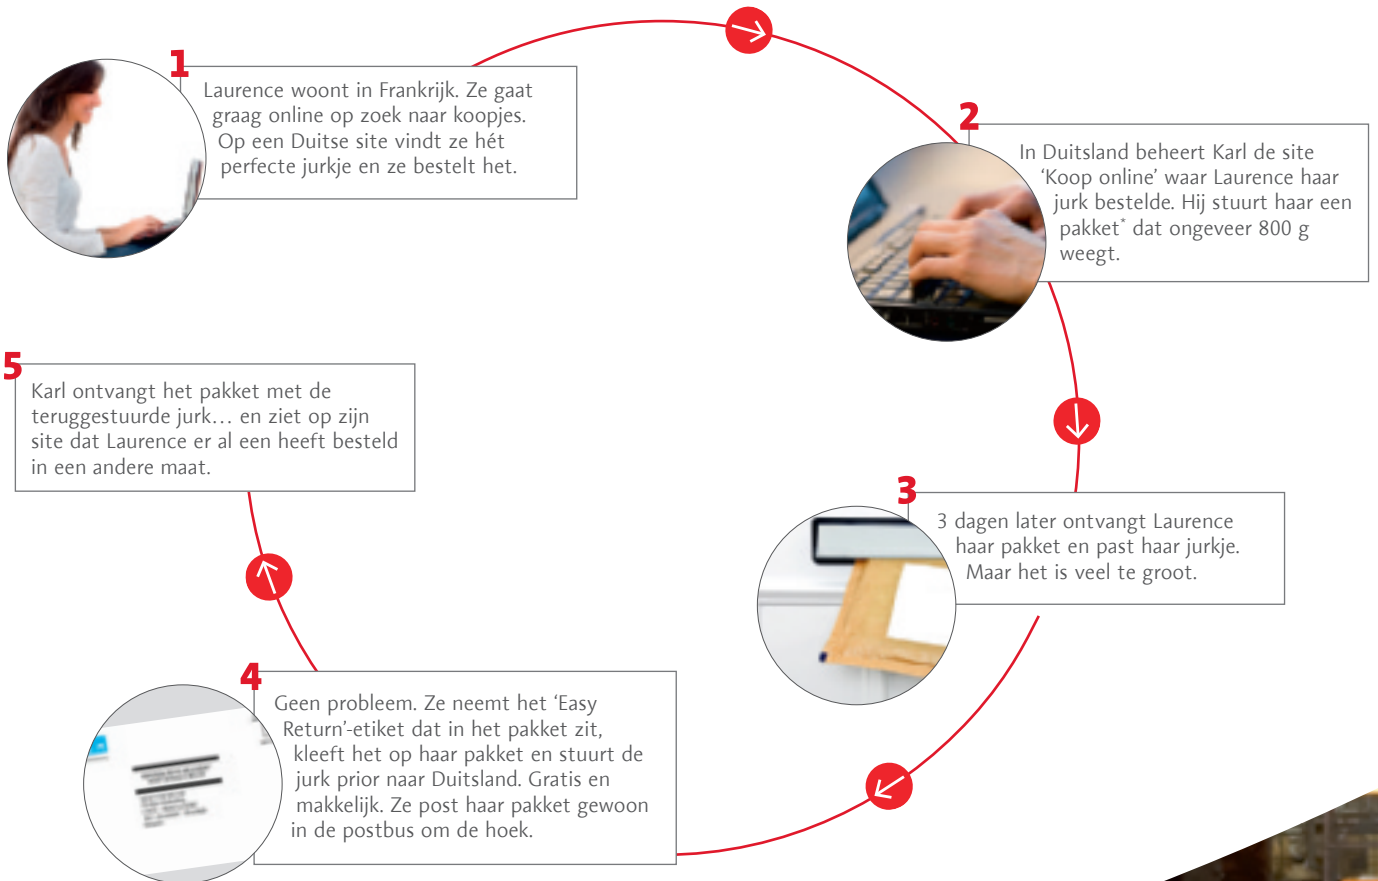 1
Laurence woont in Frankrijk. Ze gaat
graag online op zoek naar koopjes.
Op een Duitse site vindt ze hét
perfecte jurkje en ze bestelt het.
2
In Duitsland beheert Karl de site
‘Koop online’ waar Laurence haar
jurk bestelde. Hij stuurt haar een
pakket* dat ongeveer 800 g
weegt.
3
3 dagen later ontvangt Laurence
haar pakket en past haar jurkje.
Maar het is veel te groot.
4
Geen probleem. Ze neemt het ‘Easy
Return’-etiket dat in het pakket zit,
kleeft het op haar pakket en stuurt de
jurk prior naar Duitsland. Gratis en
makkelijk. Ze post haar pakket gewoon
in de postbus om de hoek.
5
Karl ontvangt het pakket met de
teruggestuurde jurk… en ziet op zijn
site dat Laurence er al een heeft besteld
in een andere maat.